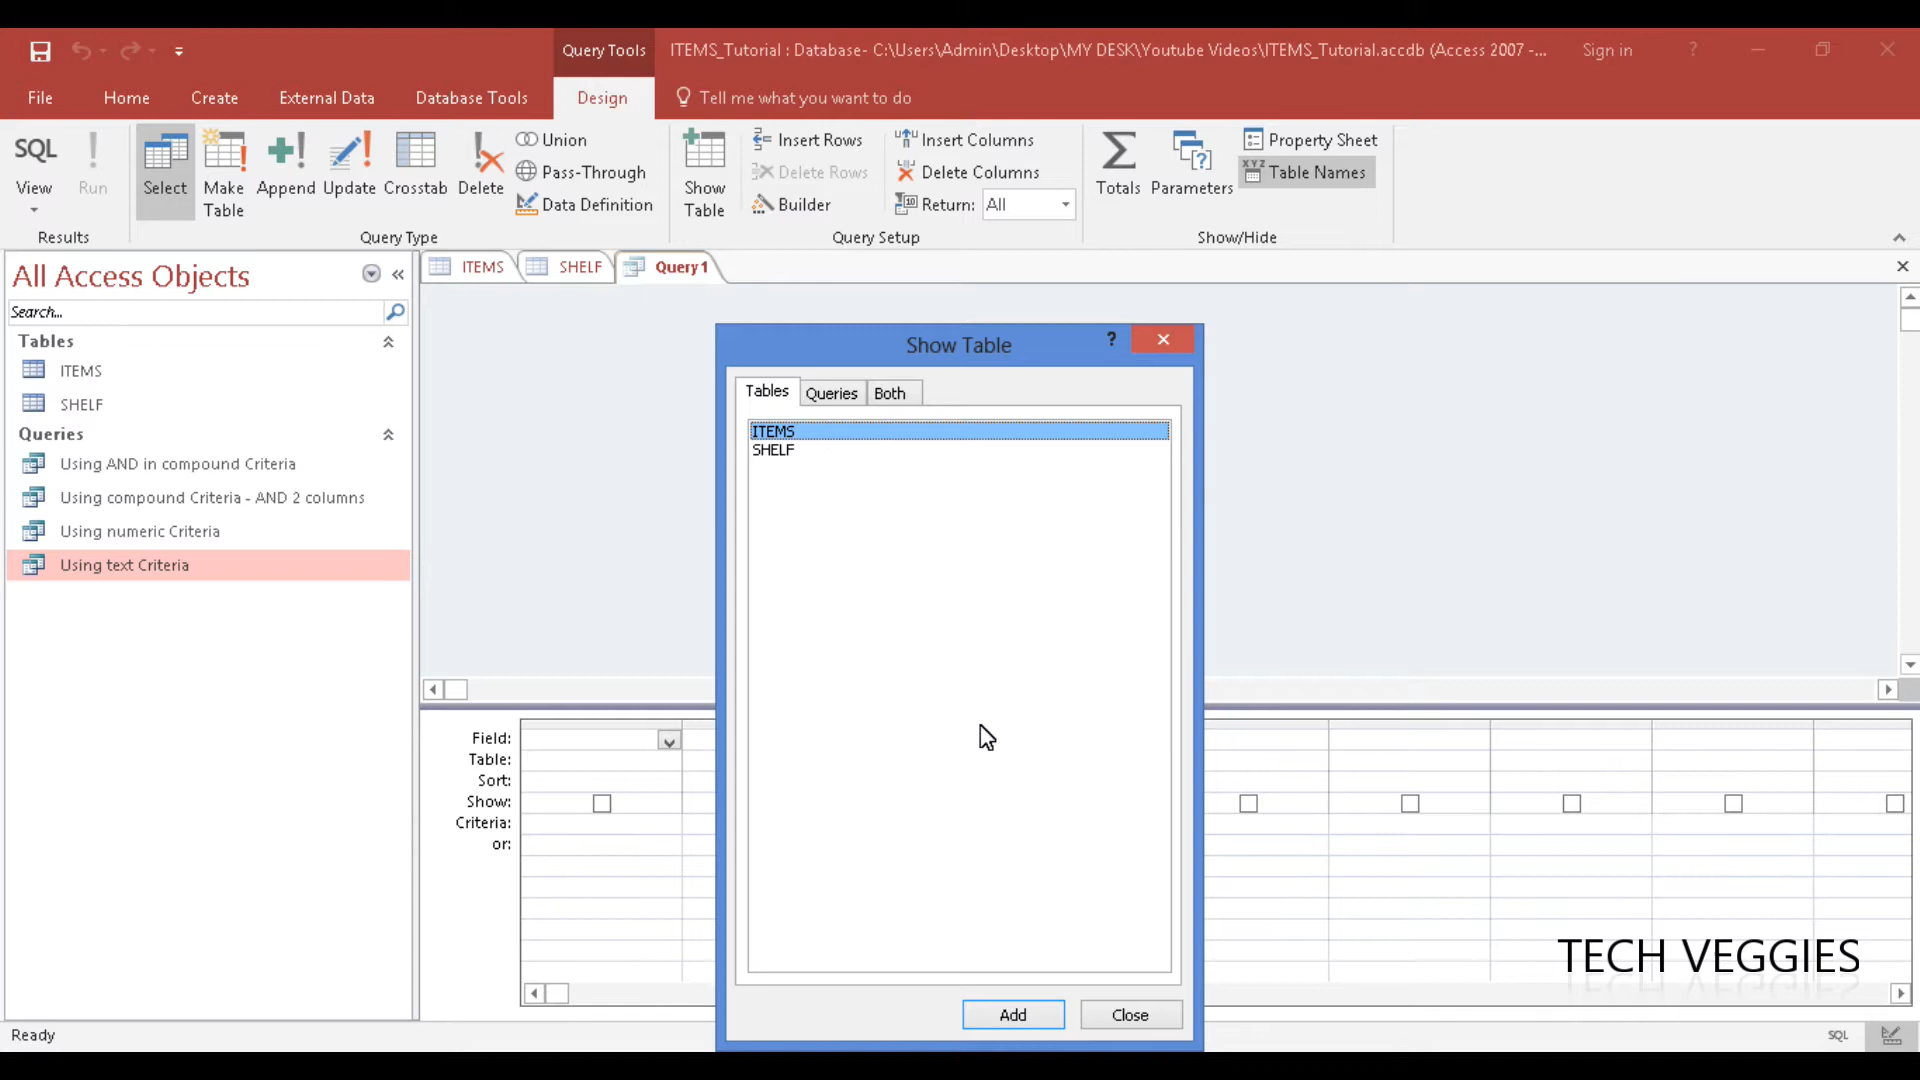 Query Tools
ITEMS_Tutorial : Database- C:\Users\Admin\Desktop\MY DESK\Youtube Videos\ITEMS_Tutorial.accdb (Access 2007 -...
Sign in
?
File
Home
Create
External Data
Database Tools
Design
Tell me what you want to do
SQL
View
Run
Results
Select
Make
Table
Append
Update
Crosstab
Delete
Union
Pass-Through
Data Definition
Query Type
Show
Table
Insert Rows
Delete Rows
Builder
Insert Columns
Delete Columns
Return: All
Query Setup
Totals
Parameters
Property Sheet
XYZ Table Names
Show/Hide
All Access Objects
Search...
Tables
ITEMS
SHELF
Queries
Using AND in compound Criteria
Using compound Criteria - AND 2 columns
Using numeric Criteria
Using text Criteria
ITEMS
SHELF
Query1
Show Table
?
Tables
Queries
Both
ITEMS
SHELF
Add
Close
Field:
Table:
Sort:
Show:
Criteria:
or:
TECH VEGGIES
Ready
SQL